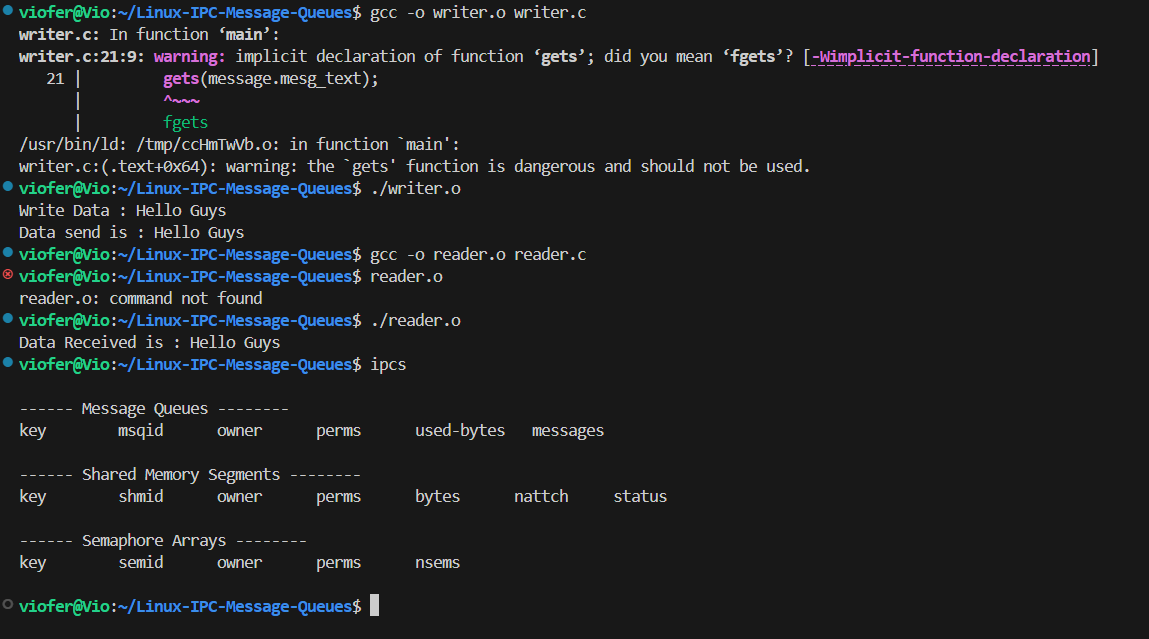 viofer@Vio:~/Linux-IPC-Message-Queues$ gcc -o writer.o writer.c
writer.c: In function ‘main’:
writer.c:21:9: warning: implicit declaration of function ‘gets’; did you mean ‘fgets’? [-Wimplicit-function-declaration]
   21 |         gets(message.mesg_text);
      |         ^~~~
      |         fgets
/usr/bin/ld: /tmp/ccHmTwVb.o: in function `main':
writer.c:(.text+0x64): warning: the `gets' function is dangerous and should not be used.
viofer@Vio:~/Linux-IPC-Message-Queues$ ./writer.o
Write Data : Hello Guys
Data send is : Hello Guys
viofer@Vio:~/Linux-IPC-Message-Queues$ gcc -o reader.o reader.c
viofer@Vio:~/Linux-IPC-Message-Queues$ reader.o
reader.o: command not found
viofer@Vio:~/Linux-IPC-Message-Queues$ ./reader.o
Data Received is : Hello Guys
viofer@Vio:~/Linux-IPC-Message-Queues$ ipcs
------ Message Queues --------
key        msqid      owner      perms      used-bytes   messages
------ Shared Memory Segments --------
key        shmid      owner      perms      bytes      nattch     status
------ Semaphore Arrays --------
key        semid      owner      perms      nsems
viofer@Vio:~/Linux-IPC-Message-Queues$